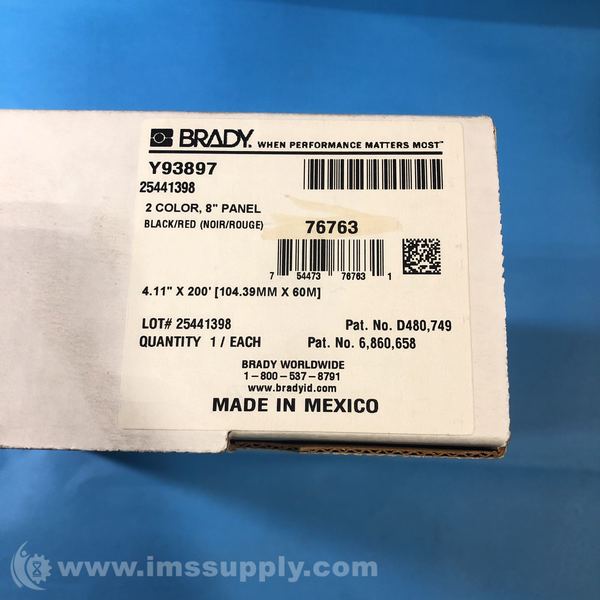 BRADY. WHEN PERFORMANCE MATTERS MOST™
Y93897
25441398
2 COLOR, 8" PANEL
BLACK/RED (NOIR/ROUGE)
76763
7 54473 76763 1
4.11" X 200' [104.39MM X 60M]
LOT# 25441398 Pat. No. D480,749
QUANTITY 1 / EACH Pat. No. 6,860,658
BRADY WORLDWIDE
1-800-537-8791
www.bradyid.com
MADE IN MEXICO
www.imssupply.com